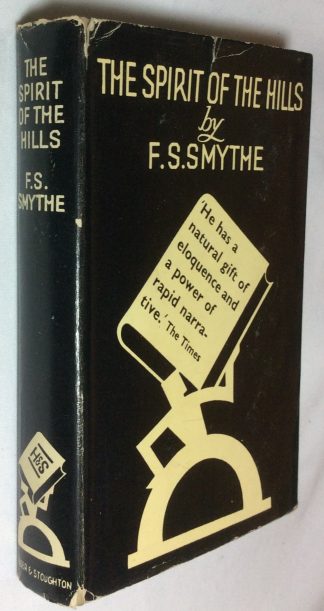 THE
SPIRIT
OF THE
HILLS
F.S.
SMYTHE
H&S
& STOUGHTON
THE SPIRIT OF THE HILLS
by
F.S.SMYTHE
'He has a
natural gift of
eloquence and
a power of
rapid narra-
tive.' The Times